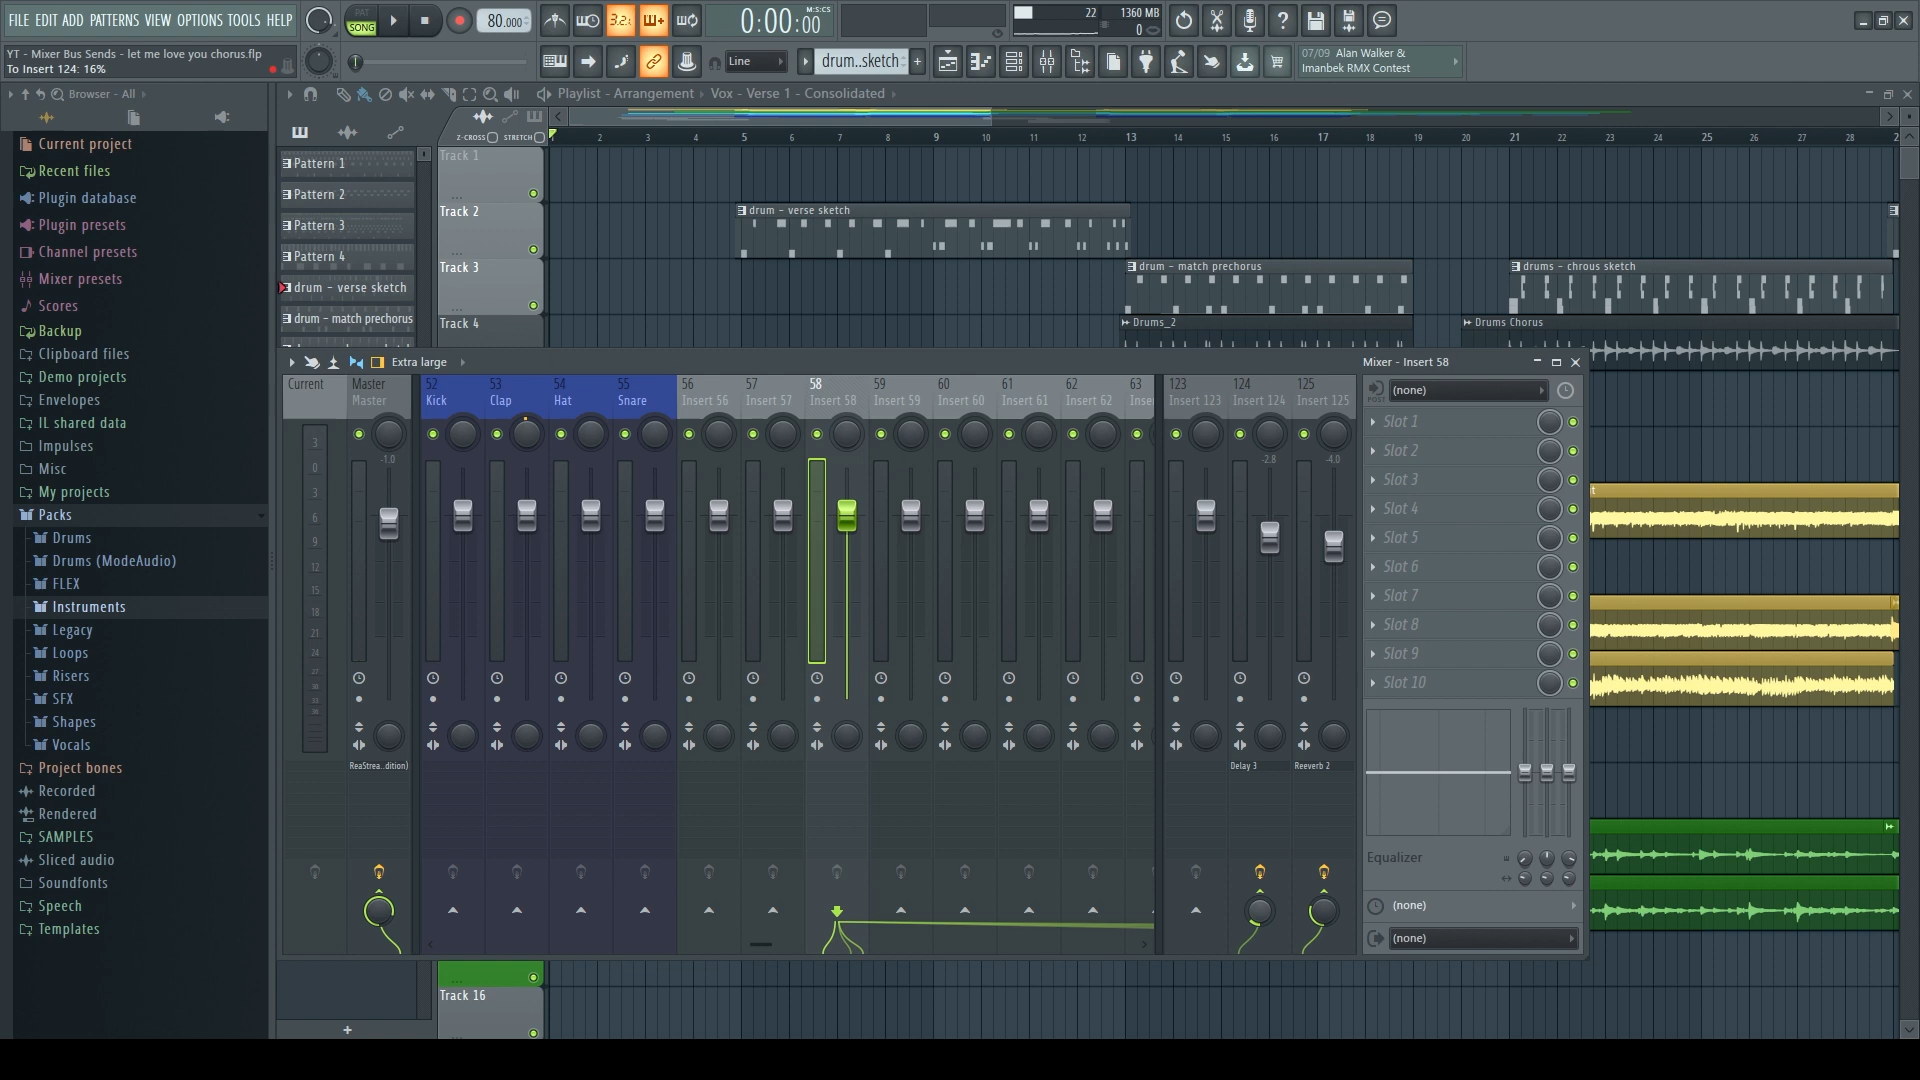 FILE EDIT ADD PATTERNS VIEW OPTIONS TOOLS HELP
PAT
SONG
80.000
3.2.
0:00:00
M:S:CS
22
1360 MB
0
YT - Mixer Bus Sends - let me love you chorus.flp
To Insert 124: 16%
Line
drum..sketch
+
07/09 Alan Walker &
Imanbek RMX Contest
Browser - All
Playlist - Arrangement
Vox - Verse 1 - Consolidated
Z-CROSS
STRETCH
1 2 3 4 5 6 7 8 9 10 11 12 13 14 15 16 17 18 19 20 21 22 23 24 25 26 27 28 2
Current project
Recent files
Plugin database
Plugin presets
Channel presets
Mixer presets
Scores
Backup
Clipboard files
Demo projects
Envelopes
IL shared data
Impulses
Misc
My projects
Packs
Drums
Drums (ModeAudio)
FLEX
Instruments
Legacy
Loops
Risers
SFX
Shapes
Vocals
Project bones
Recorded
Rendered
SAMPLES
Sliced audio
Soundfonts
Speech
Templates
Pattern 1
Pattern 2
Pattern 3
Pattern 4
drum - verse sketch
drum - match prechorus
Track 1
Track 2
Track 3
Track 4
drum - verse sketch
drum - match prechorus
drums - chrous sketch
Drums_2
Drums Chorus
t
Extra large
Mixer - Insert 58
Current
Master
Master
52
Kick
53
Clap
54
Hat
55
Snare
56
Insert 56
57
Insert 57
58
Insert 58
59
Insert 59
60
Insert 60
61
Insert 61
62
Insert 62
63
Inse
123
Insert 123
124
Insert 124
125
Insert 125
-1.0
-2.8
-4.0
3
0
3
6
9
12
15
18
21
24
27
30
33
36
ReaStrea..dition)
Delay 3
Reeverb 2
POST
(none)
Slot 1
Slot 2
Slot 3
Slot 4
Slot 5
Slot 6
Slot 7
Slot 8
Slot 9
Slot 10
Equalizer
(none)
(none)
Track 16
+